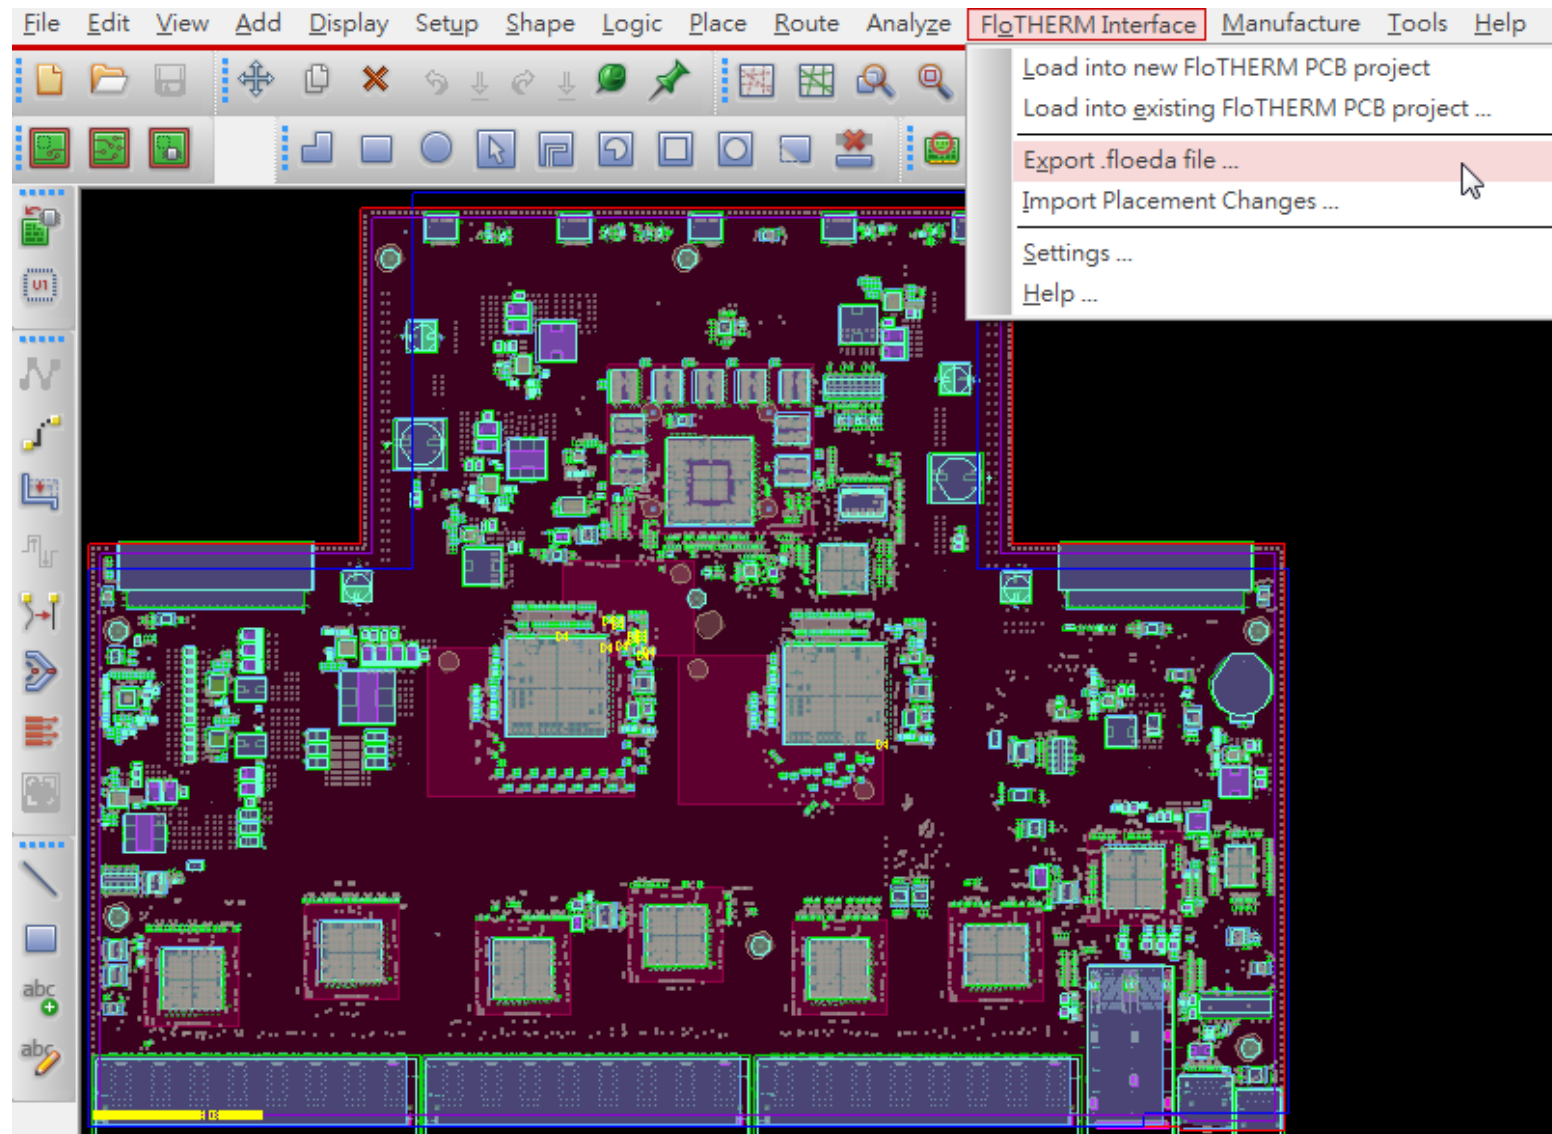 File Edit View Add Display Setup Shape Logic Place Route Analyze FloTHERM Interface Manufacture Tools Help
Load into new FloTHERM PCB project
Load into existing FloTHERM PCB project ...
Export .floeda file ...
Import Placement Changes ...
Settings ...
Help ...
U1
abc
abc